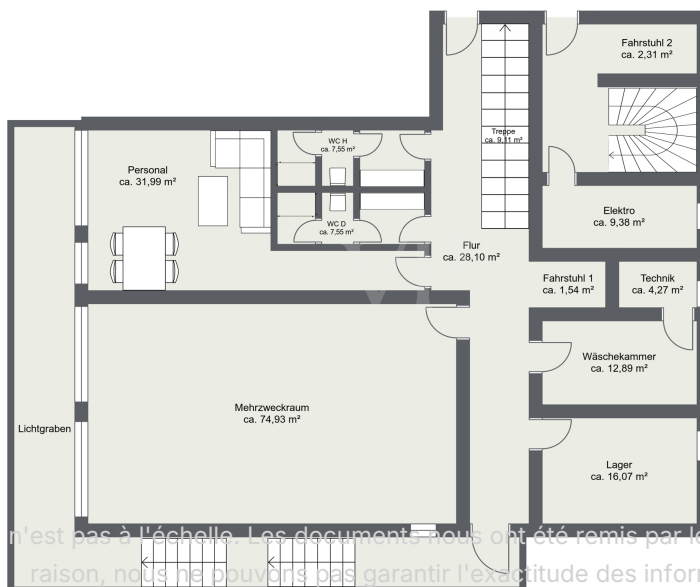 Fahrstuhl 2
ca. 2,31 m²
Treppe
ca. 9,11 m²
WC H
ca. 7,55 m²
Personal
ca. 31,99 m²
Elektro
ca. 9,38 m²
WC D
ca. 7,55 m²
Flur
ca. 28,10 m²
Fahrstuhl 1
ca. 1,54 m²
Technik
ca. 4,27 m²
Wäschekammer
ca. 12,89 m²
Mehrzweckraum
ca. 74,93 m²
Lichtgraben
Lager
ca. 16,07 m²
n'est pas à l'échelle. Les documents nous ont été remis par le
raison, nous ne pouvons pas garantir l'exactitude des infor